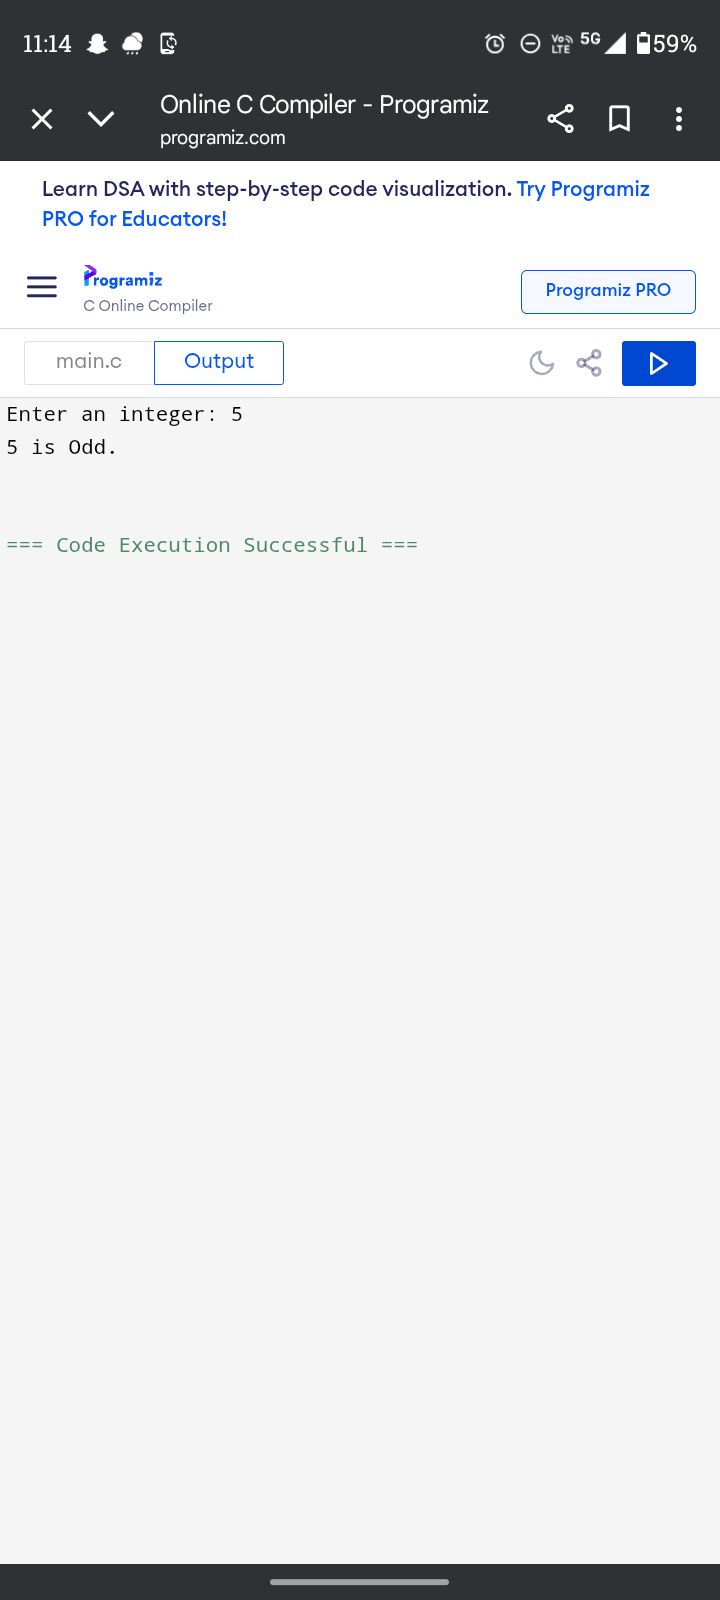 11:14
Vo LTE 5G 59%
Online C Compiler - Programiz
programiz.com
Learn DSA with step-by-step code visualization. Try Programiz
PRO for Educators!
Programiz
C Online Compiler
Programiz PRO
main.c
Output
Enter an integer: 5
5 is Odd.
=== Code Execution Successful ===